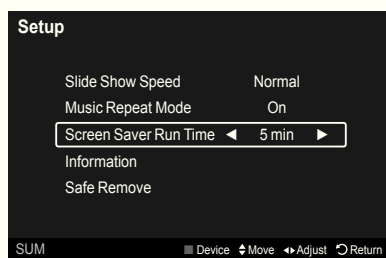 Setup
Slide Show Speed Normal
Music Repeat Mode On
Screen Saver Run Time ◀ 5 min ▶
Information
Safe Remove
SUM Device Move Adjust Return